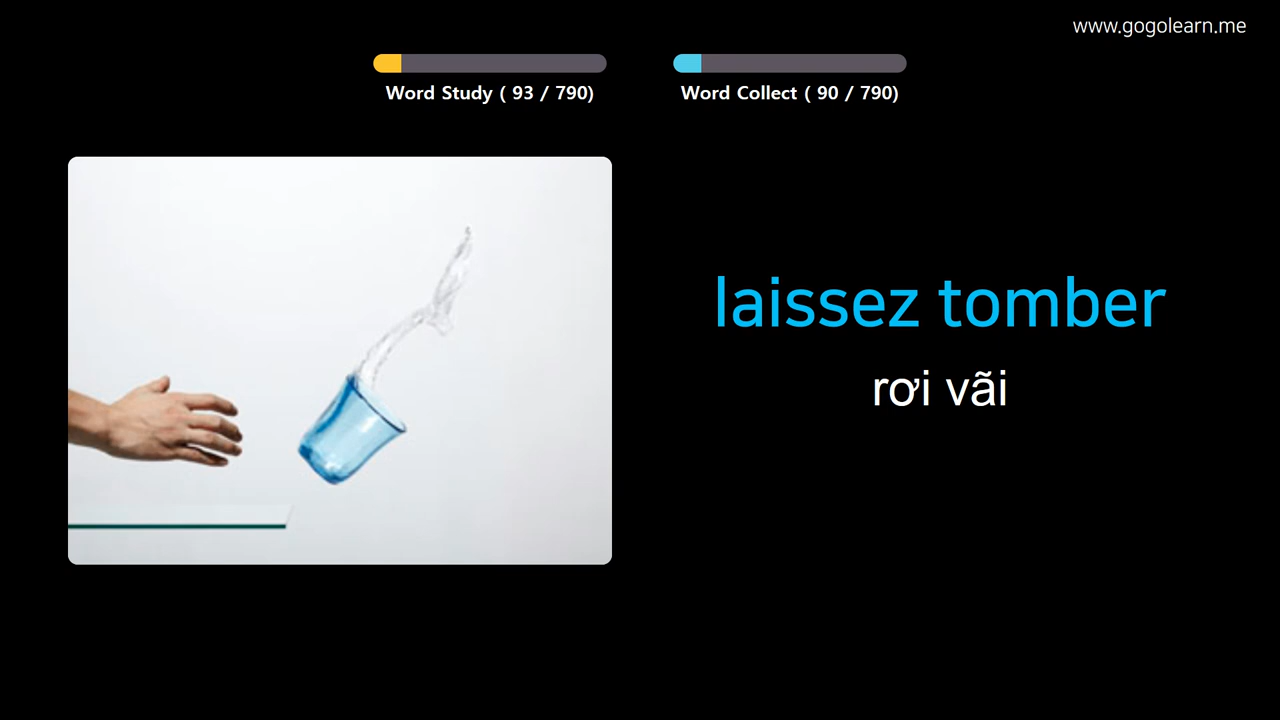 www.gogolearn.me
Word Study ( 93 / 790)
Word Collect ( 90 / 790)
laissez tomber
rơi vãi